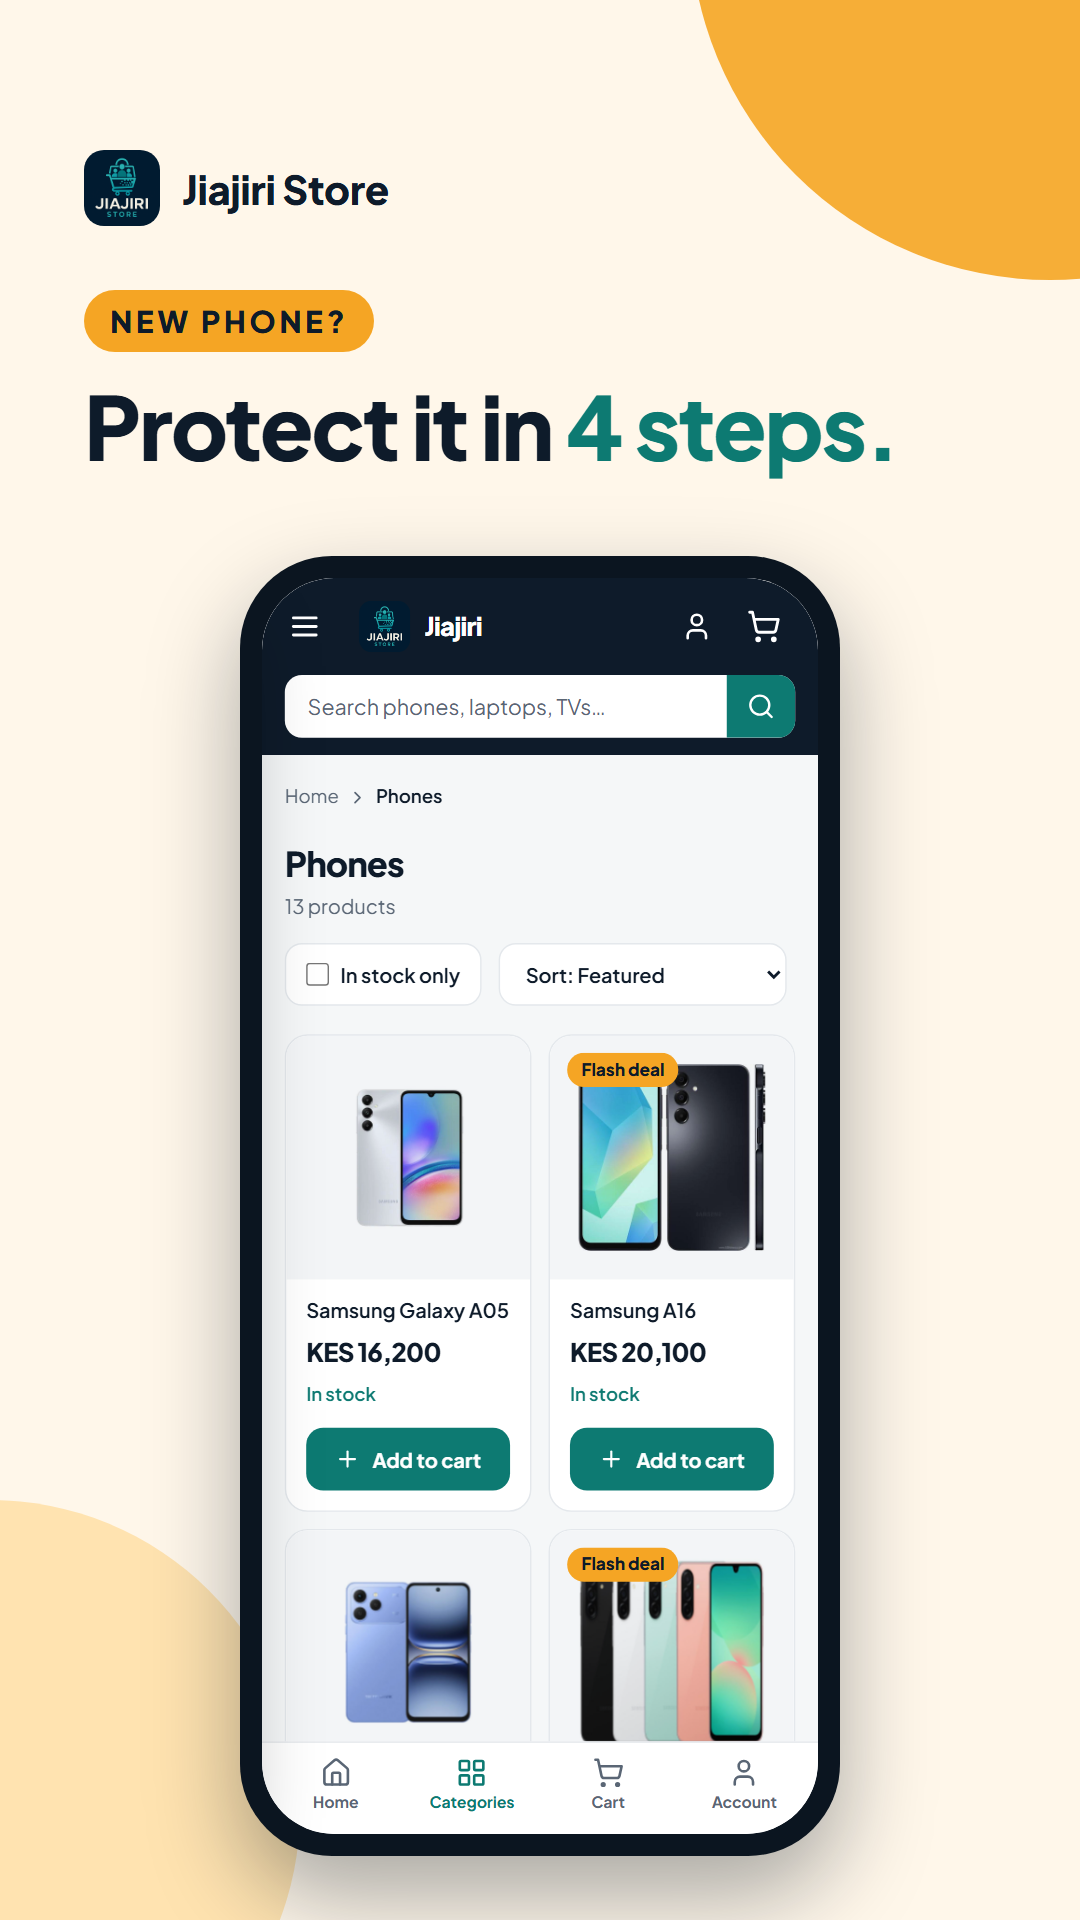 JIAJIRI
STORE
Jiajiri Store
NEW PHONE?
Protect it in 4 steps.
JIAJIRI
STORE
Jiajiri
Search phones, laptops, TVs...
Home > Phones
Phones
13 products
In stock only
Sort: Featured
Flash deal
Samsung Galaxy A05
KES 16,200
In stock
+ Add to cart
Samsung A16
KES 20,100
In stock
+ Add to cart
Flash deal
Home
Categories
Cart
Account